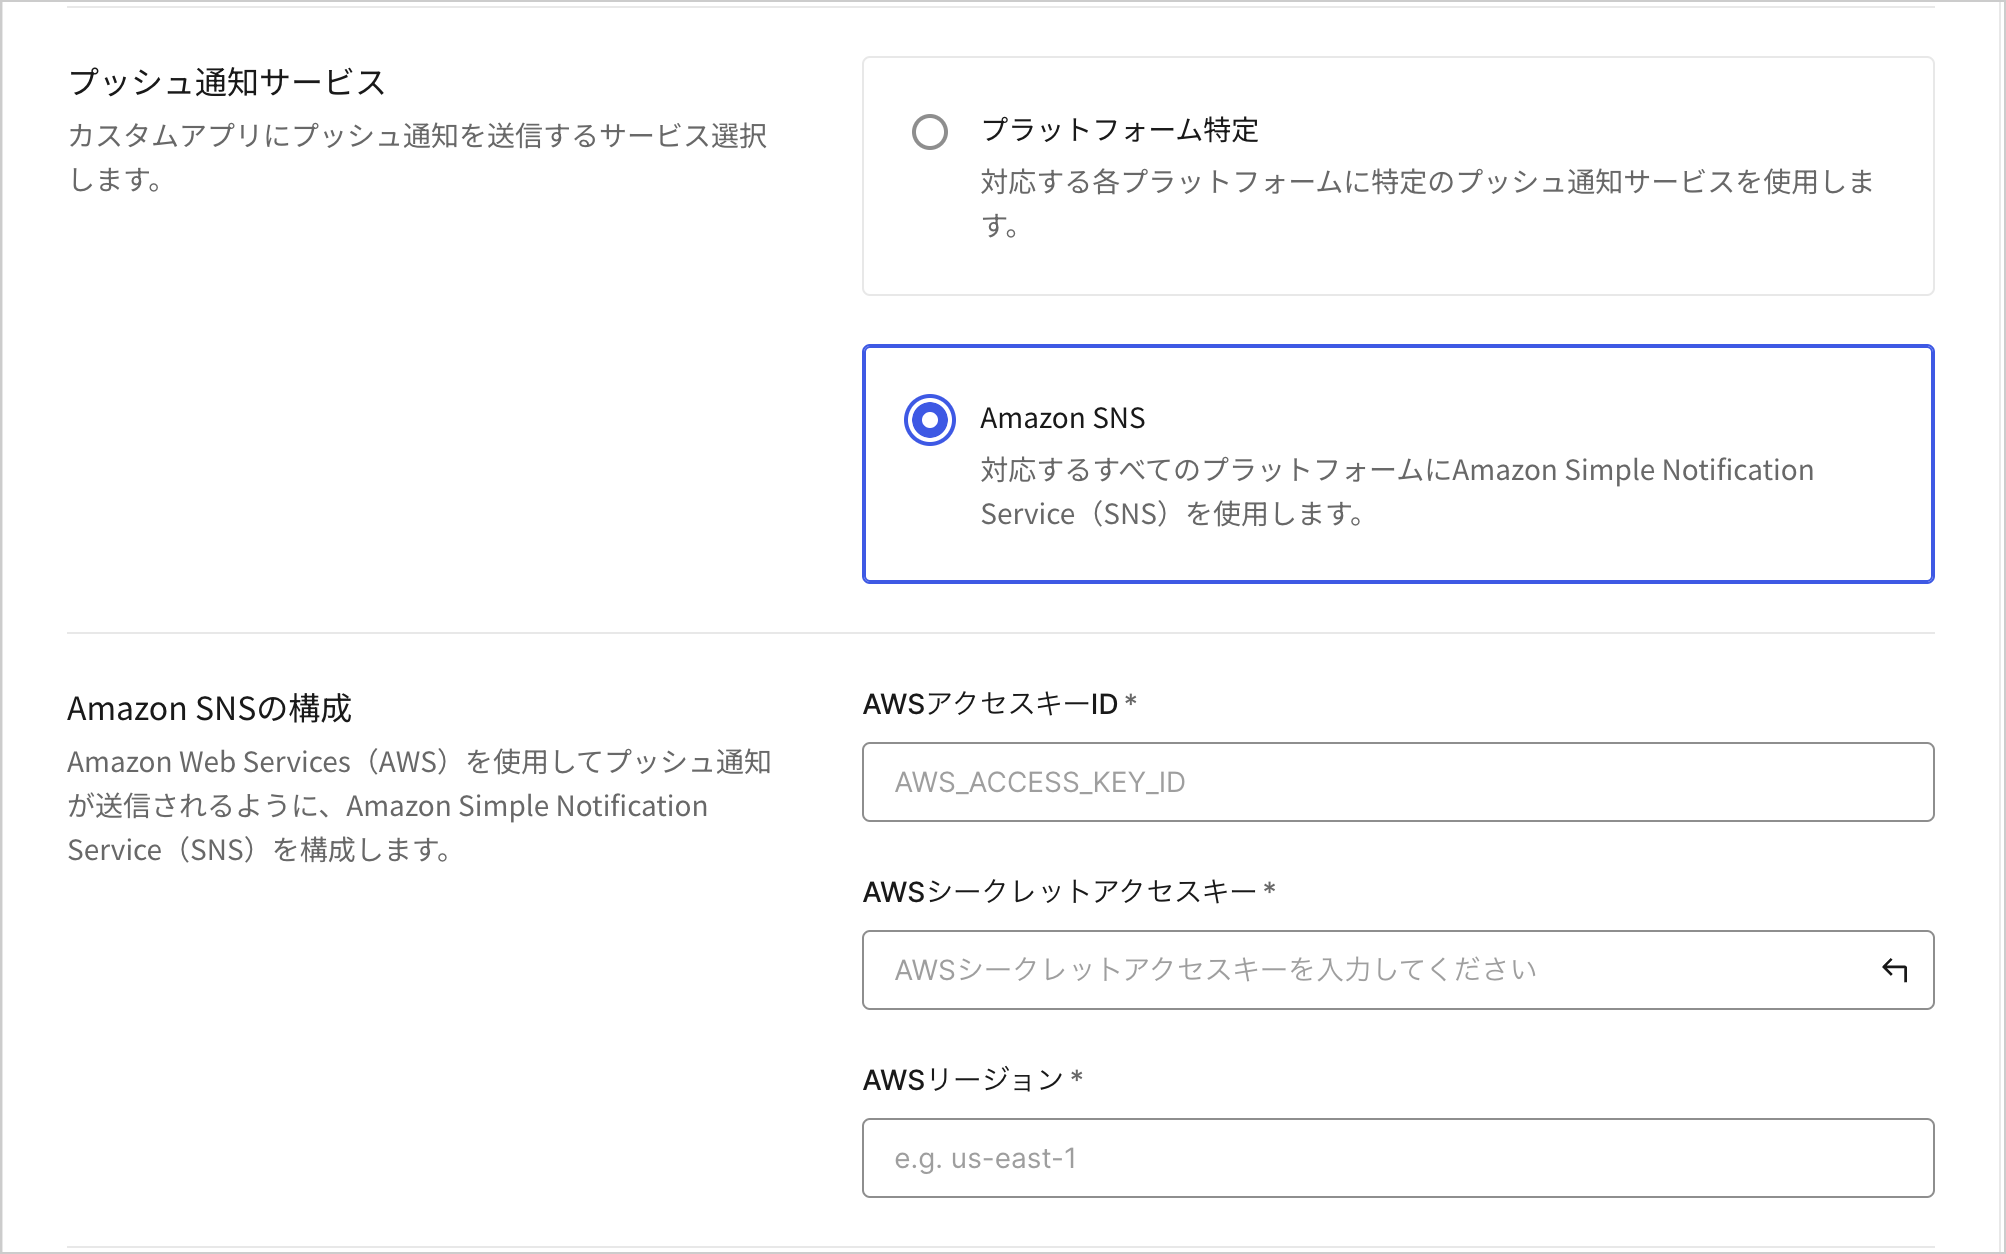 プッシュ通知サービス
カスタムアプリにプッシュ通知を送信するサービス選択
します。
プラットフォーム特定
対応する各プラットフォームに特定のプッシュ通知サービスを使用しま
す。
Amazon SNS
対応するすべてのプラットフォームにAmazon Simple Notification
Service（SNS）を使用します。
Amazon SNSの構成
Amazon Web Services（AWS）を使用してプッシュ通知
が送信されるように、Amazon Simple Notification
Service（SNS）を構成します。
AWSアクセスキーID *
AWS_ACCESS_KEY_ID
AWSシークレットアクセスキー *
AWSシークレットアクセスキーを入力してください
AWSリージョン *
e.g. us-east-1